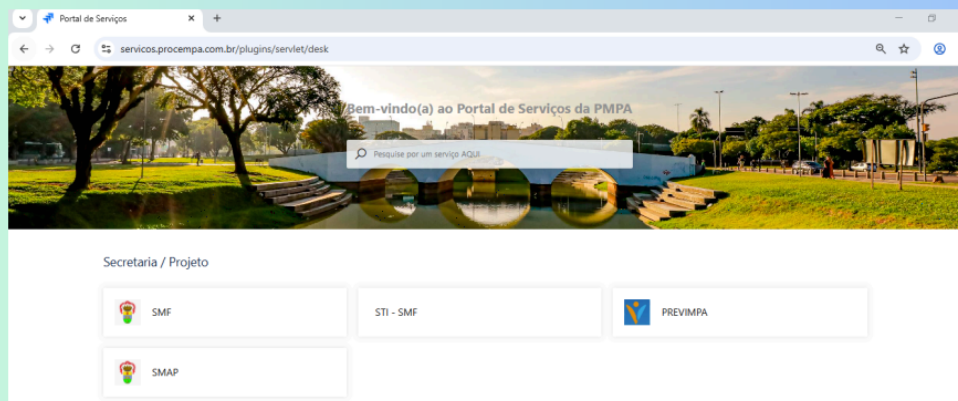 Portal de Serviços
servicos.procempa.com.br/plugins/servlet/desk
Bem-vindo(a) ao Portal de Serviços da PMPA
Pesquise por um serviço AQUI
Secretaria / Projeto
SMF
STI - SMF
PREVIMPA
SMAP